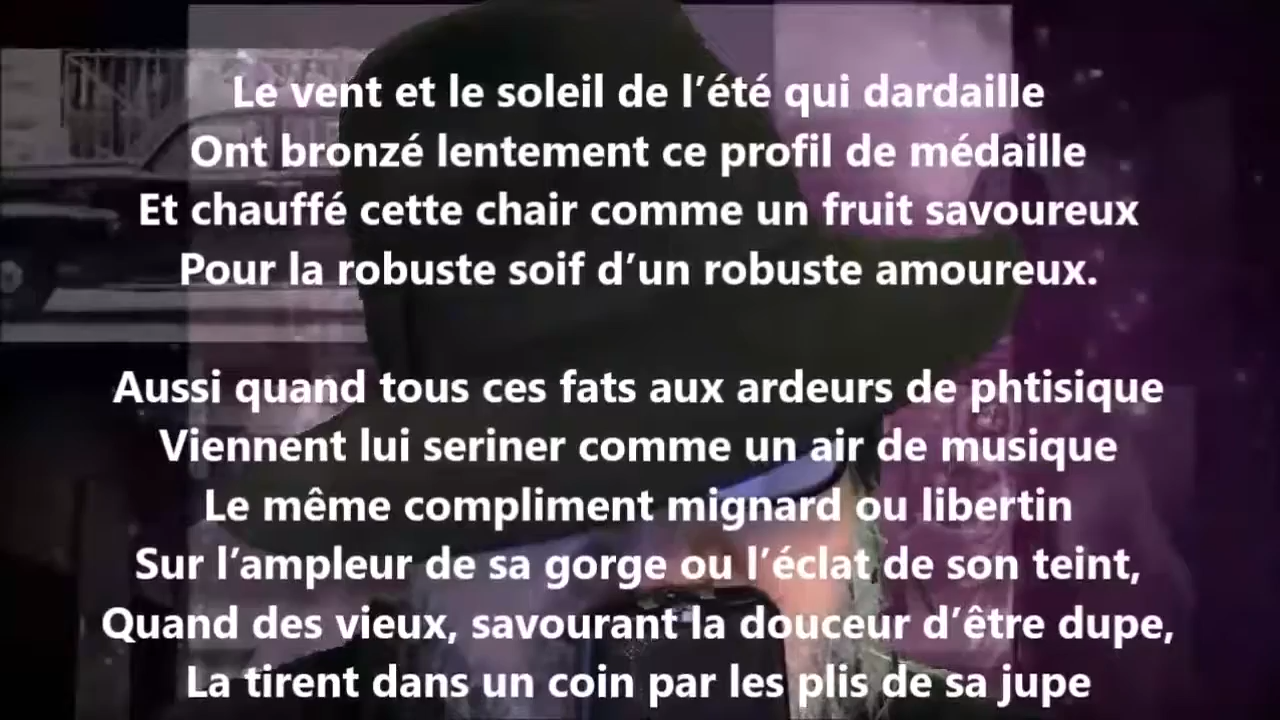 Le vent et le soleil de l’été qui dardaille
Ont bronzé lentement ce profil de médaille
Et chauffé cette chair comme un fruit savoureux
Pour la robuste soif d’un robuste amoureux.
Aussi quand tous ces fats aux ardeurs de phtisique
Viennent lui seriner comme un air de musique
Le même compliment mignard ou libertin
Sur l’ampleur de sa gorge ou l’éclat de son teint,
Quand des vieux, savourant la douceur d’être dupe,
La tirent dans un coin par les plis de sa jupe